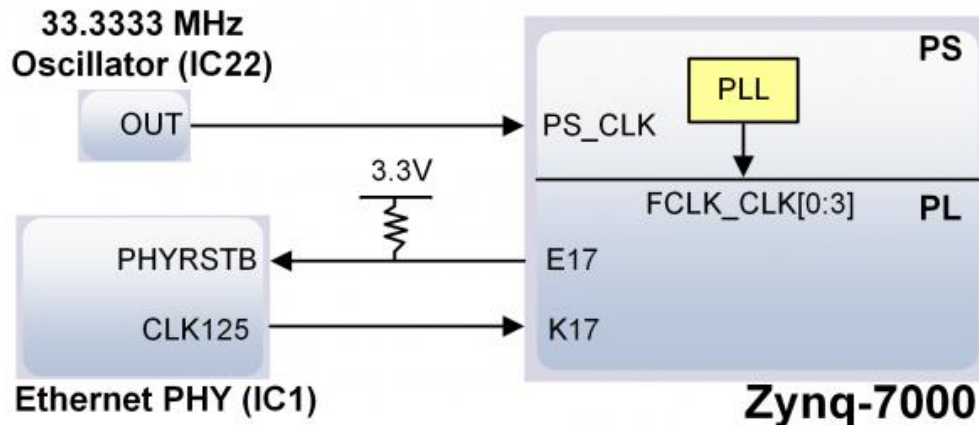 33.3333 MHz
Oscillator (IC22)
OUT
PS
PLL
PS_CLK
3.3V
FCLK_CLK[0:3]
PL
PHYRSTB
E17
CLK125
K17
Ethernet PHY (IC1)
Zynq-7000